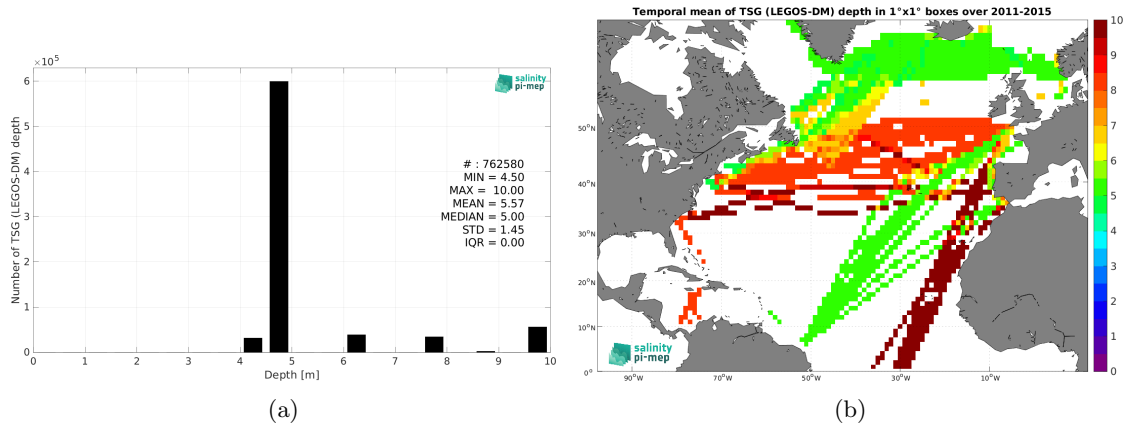 ×10^5
6
5
4
3
2
1
0
Number of TSG (LEGOS-DM) depth
salinity
pi-mep
# : 762580
MIN = 4.50
MAX = 10.00
MEAN = 5.57
MEDIAN = 5.00
STD = 1.45
IQR = 0.00
0 1 2 3 4 5 6 7 8 9 10
Depth [m]
(a)
Temporal mean of TSG (LEGOS-DM) depth in 1°x1° boxes over 2011-2015
50°N
40°N
30°N
20°N
10°N
0°
90°W 70°W 50°W 30°W 10°W
salinity
pi-mep
10
9
8
7
6
5
4
3
2
1
0
(b)